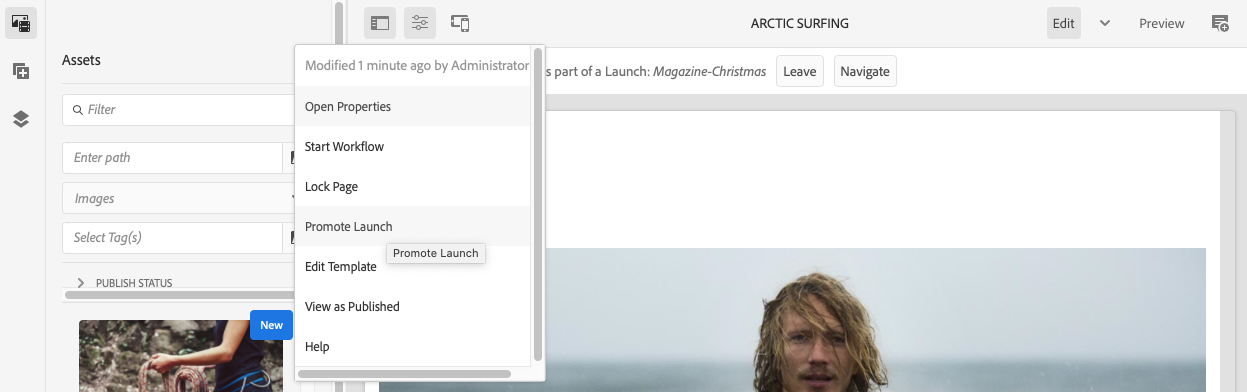 ARCTIC SURFING
Edit
Preview
Assets
Modified 1 minute ago by Administrator
s part of a Launch: Magazine-Christmas
Leave
Navigate
Filter
Open Properties
Enter path
Start Workflow
Images
Lock Page
Select Tag(s)
Promote Launch
Promote Launch
Edit Template
PUBLISH STATUS
View as Published
New
Help